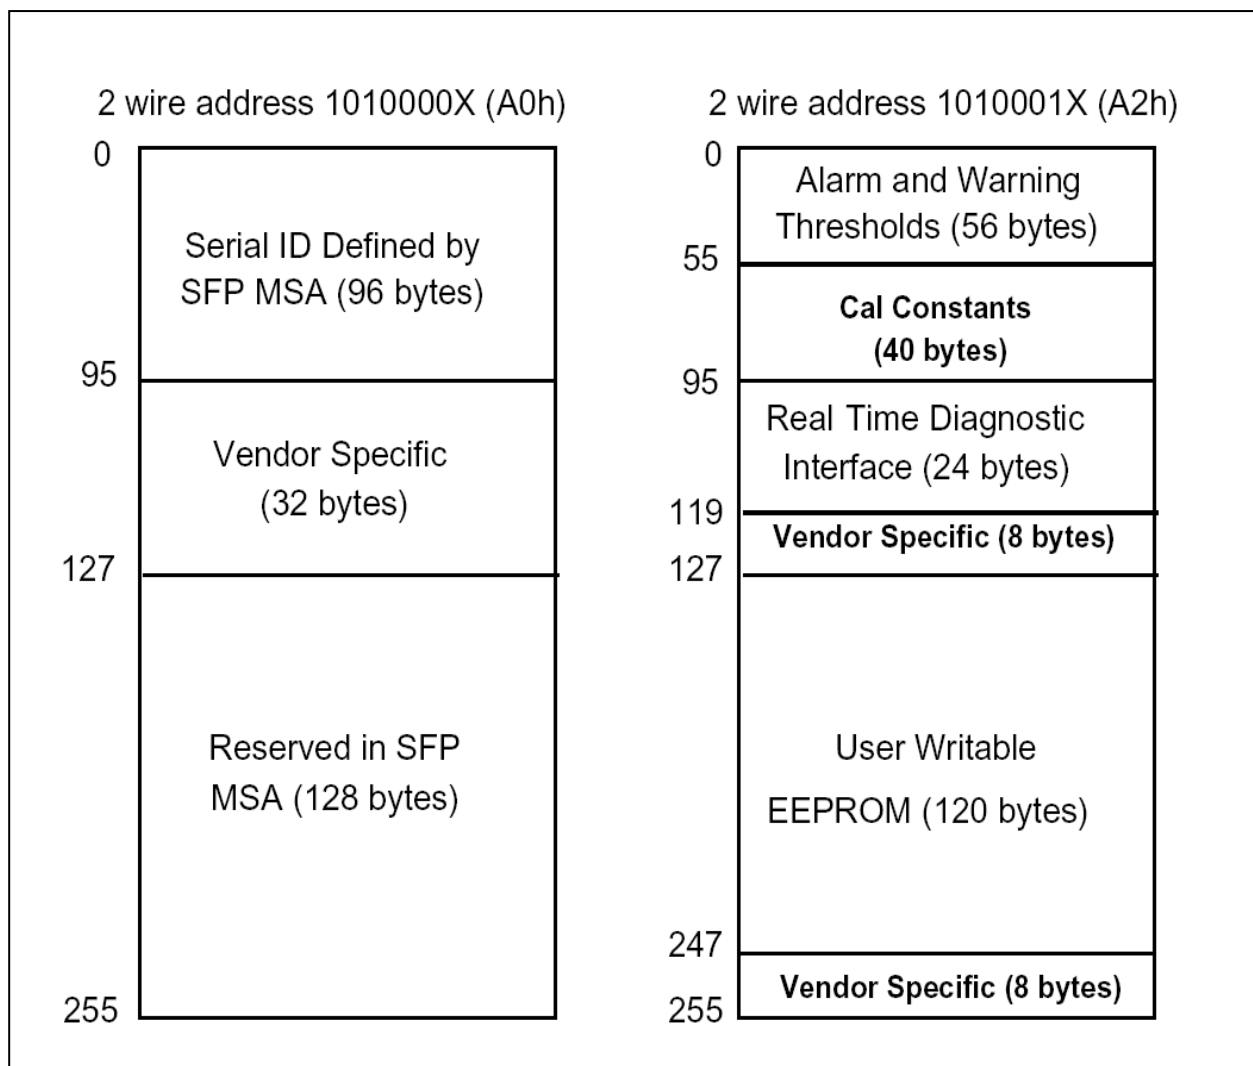 2 wire address 1010000X (A0h)
0
Serial ID Defined by
SFP MSA (96 bytes)
95
Vendor Specific
(32 bytes)
127
Reserved in SFP
MSA (128 bytes)
255
2 wire address 1010001X (A2h)
0
Alarm and Warning
Thresholds (56 bytes)
55
Cal Constants
(40 bytes)
95
Real Time Diagnostic
Interface (24 bytes)
119
Vendor Specific (8 bytes)
127
User Writable
EEPROM (120 bytes)
247
Vendor Specific (8 bytes)
255